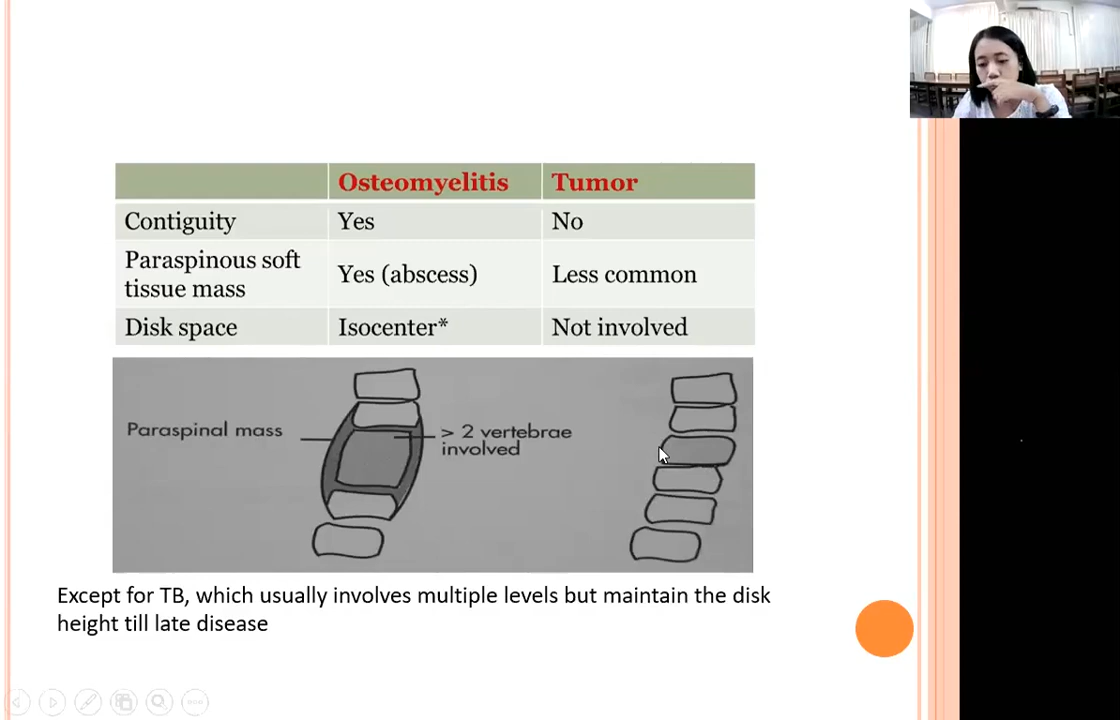 Osteomyelitis Tumor
Contiguity Yes No
Paraspinous soft
tissue mass Yes (abscess) Less common
Disk space Isocenter* Not involved
Paraspinal mass
> 2 vertebrae
involved
Except for TB, which usually involves multiple levels but maintain the disk
height till late disease